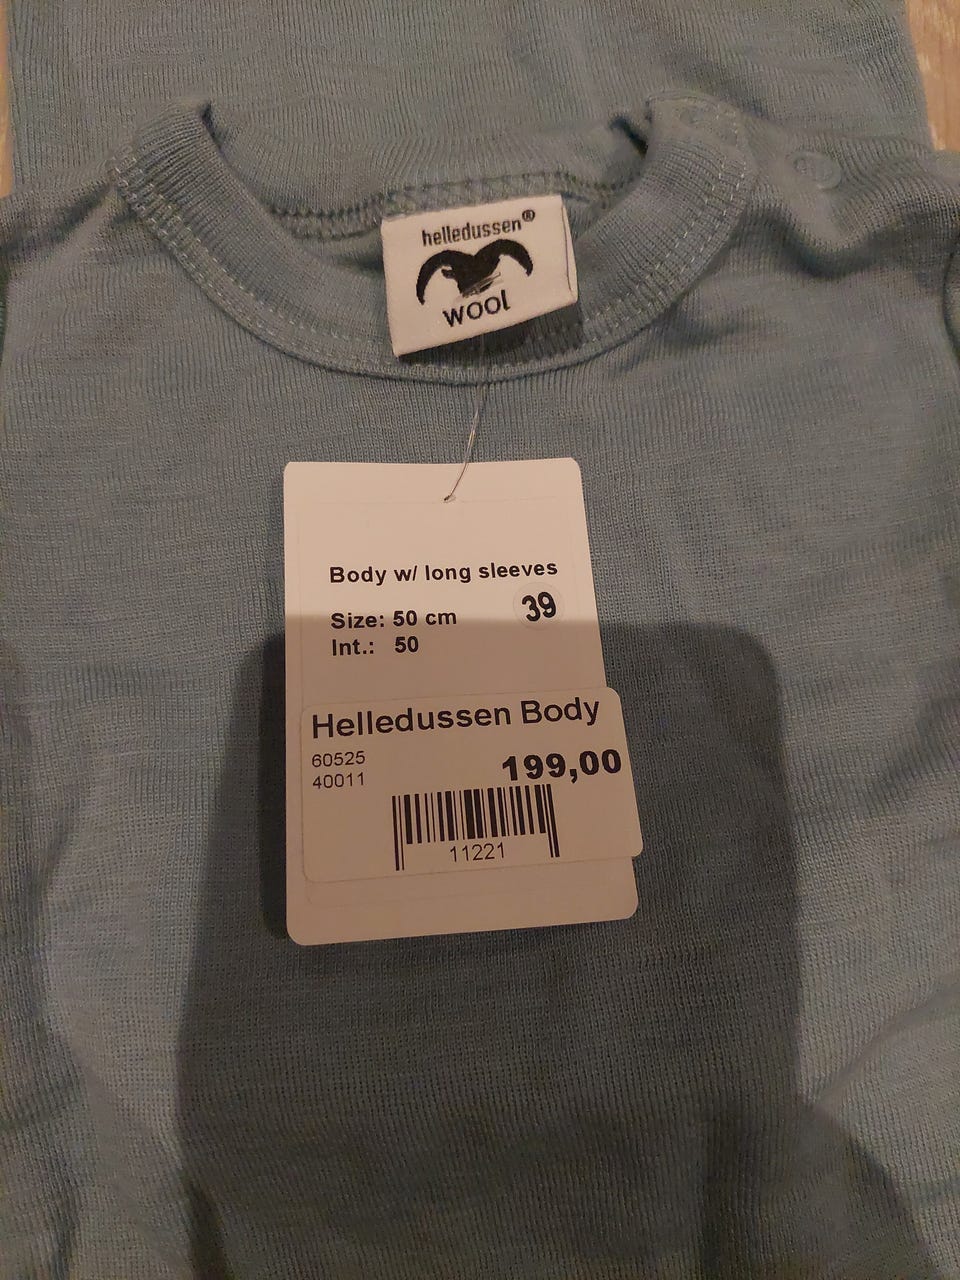 helledussen®
wool
Body w/ long sleeves
Size: 50 cm
39
Int.: 50
Helledussen Body
60525
199,00
40011
11221